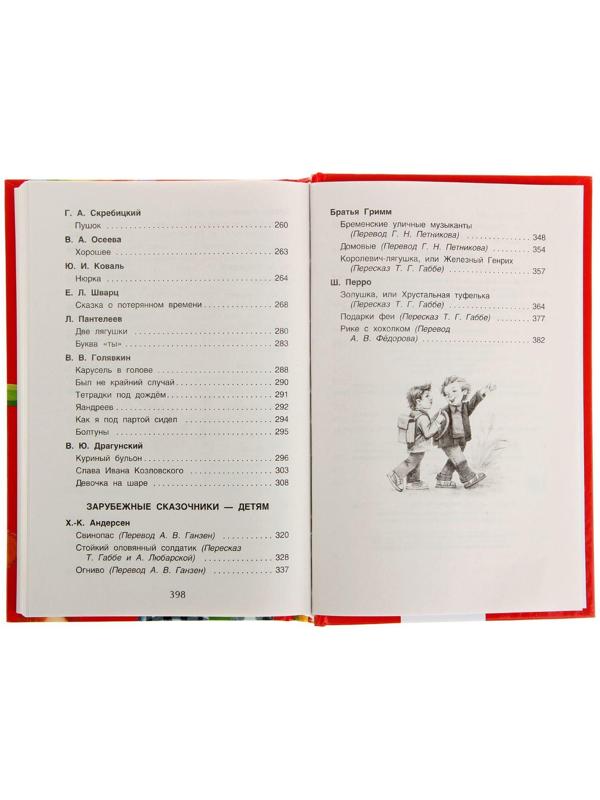 Г. А. Скребицкий
Пушок 260
В. А. Осеева
Хорошее 263
Ю. И. Коваль
Нюрка 264
Е. Л. Шварц
Сказка о потерянном времени 268
Л. Пантелеев
Две лягушки 280
Буква «ты» 283
В. В. Голявкин
Карусель в голове 288
Был не крайний случай 290
Тетрадки под дождём 291
Яандреев 292
Как я под партой сидел 294
Болтуны 295
В. Ю. Драгунский
Куриный бульон 296
Слава Ивана Козловского 303
Девочка на шаре 308
ЗАРУБЕЖНЫЕ СКАЗОЧНИКИ — ДЕТЯМ
Х.-К. Андерсен
Свинопас (Перевод А. В. Ганзен) 320
Стойкий оловянный солдатик (Пересказ
Т. Габбе и А. Любарской) 328
Огниво (Перевод А. В. Ганзен) 337
398
Братья Гримм
Бременские уличные музыканты
(Перевод Г. Н. Петникова) 348
Домовые (Перевод Г. Н. Петникова) 354
Королевич-лягушка, или Железный Генрих
(Пересказ Т. Г. Габбе) 357
Ш. Перро
Золушка, или Хрустальная туфелька
(Пересказ Т. Г. Габбе) 364
Подарки феи (Пересказ Т. Г. Габбе) 377
Рике с хохолком (Перевод
А. В. Фёдорова) 382